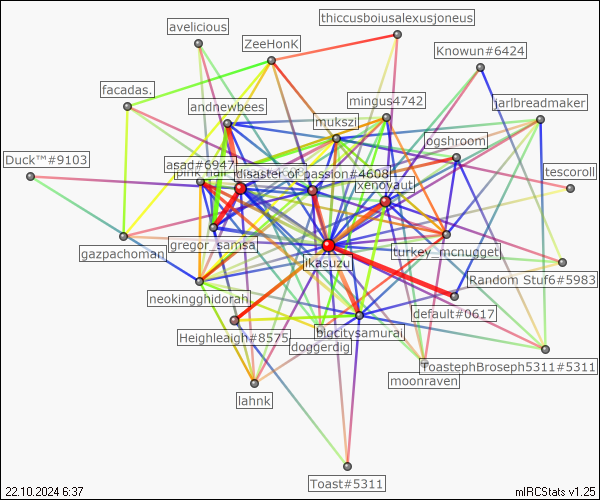 thiccusboiusalexusjoneus
avelicious
ZeeHonK
Knowun#6424
facadas.
andnewbees
mingus4742
jarlbreadmaker
mukszi
ogshroom
Duck™#9103
asad#6947
disaster of passion#4608
tescoroll
xenovaut
gazpachoman
gregor_samsa
turkey_mcnugget
ikasuzu
Random Stuf6#5983
neokingghidorah
default#0617
Heighleaigh#8575
bigcitysamurai
doggerdig
ToastephBroseph5311#5311
moonraven
lahnk
Toast#5311
22.10.2024 6:37
mIRCStats v1.25